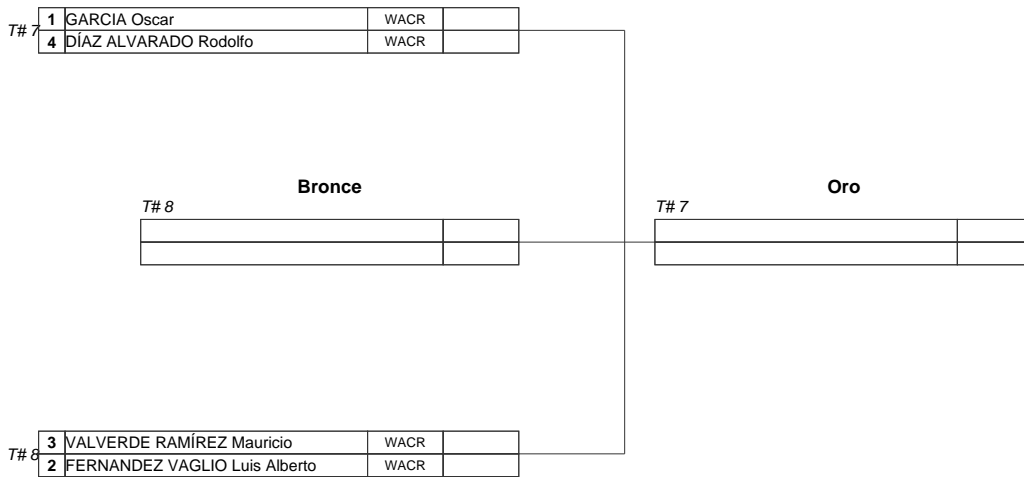 T# 7
1 GARCIA Oscar WACR
4 DÍAZ ALVARADO Rodolfo WACR
Bronce
T# 8
Oro
T# 7
T# 8
3 VALVERDE RAMÍREZ Mauricio WACR
2 FERNANDEZ VAGLIO Luis Alberto WACR